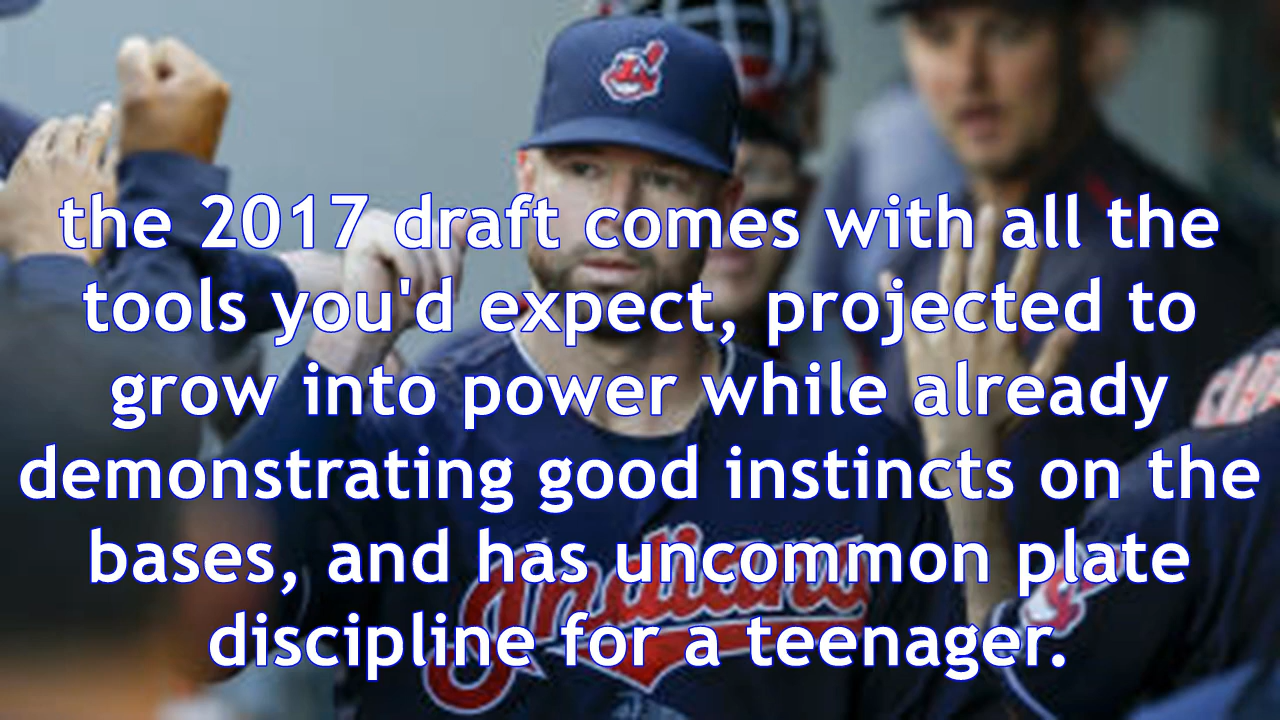 the 2017 draft comes with all the
tools you'd expect, projected to
grow into power while already
demonstrating good instincts on the
bases, and has uncommon plate
discipline for a teenager.
Indians